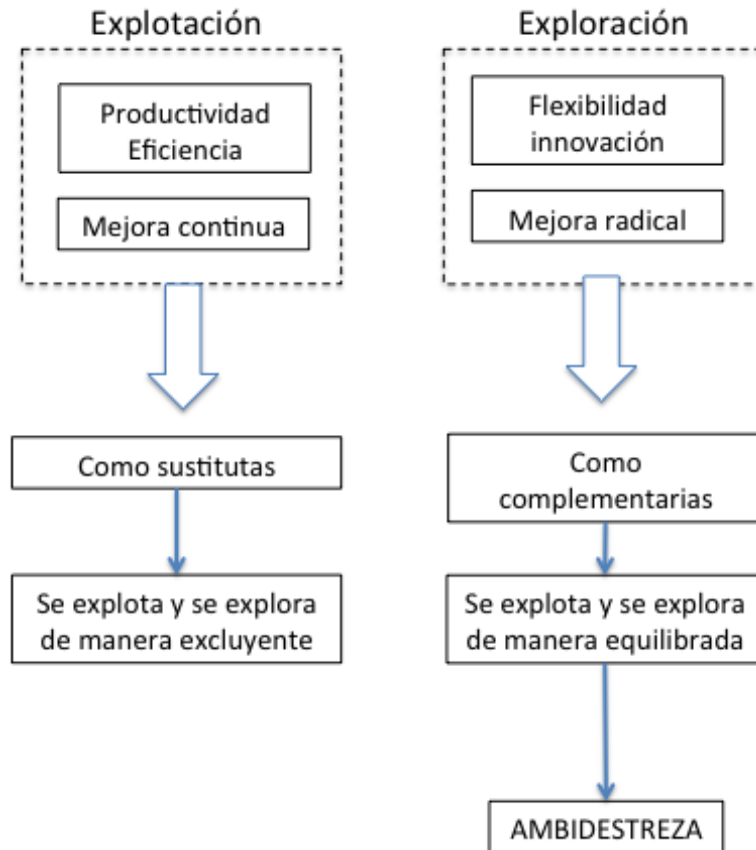 Explotación
Productividad
Eficiencia
Mejora continua
Como sustitutas
Se explota y se explora
de manera excluyente
Exploración
Flexibilidad
innovación
Mejora radical
Como
complementarias
Se explota y se explora
de manera equilibrada
AMBIDESTREZA